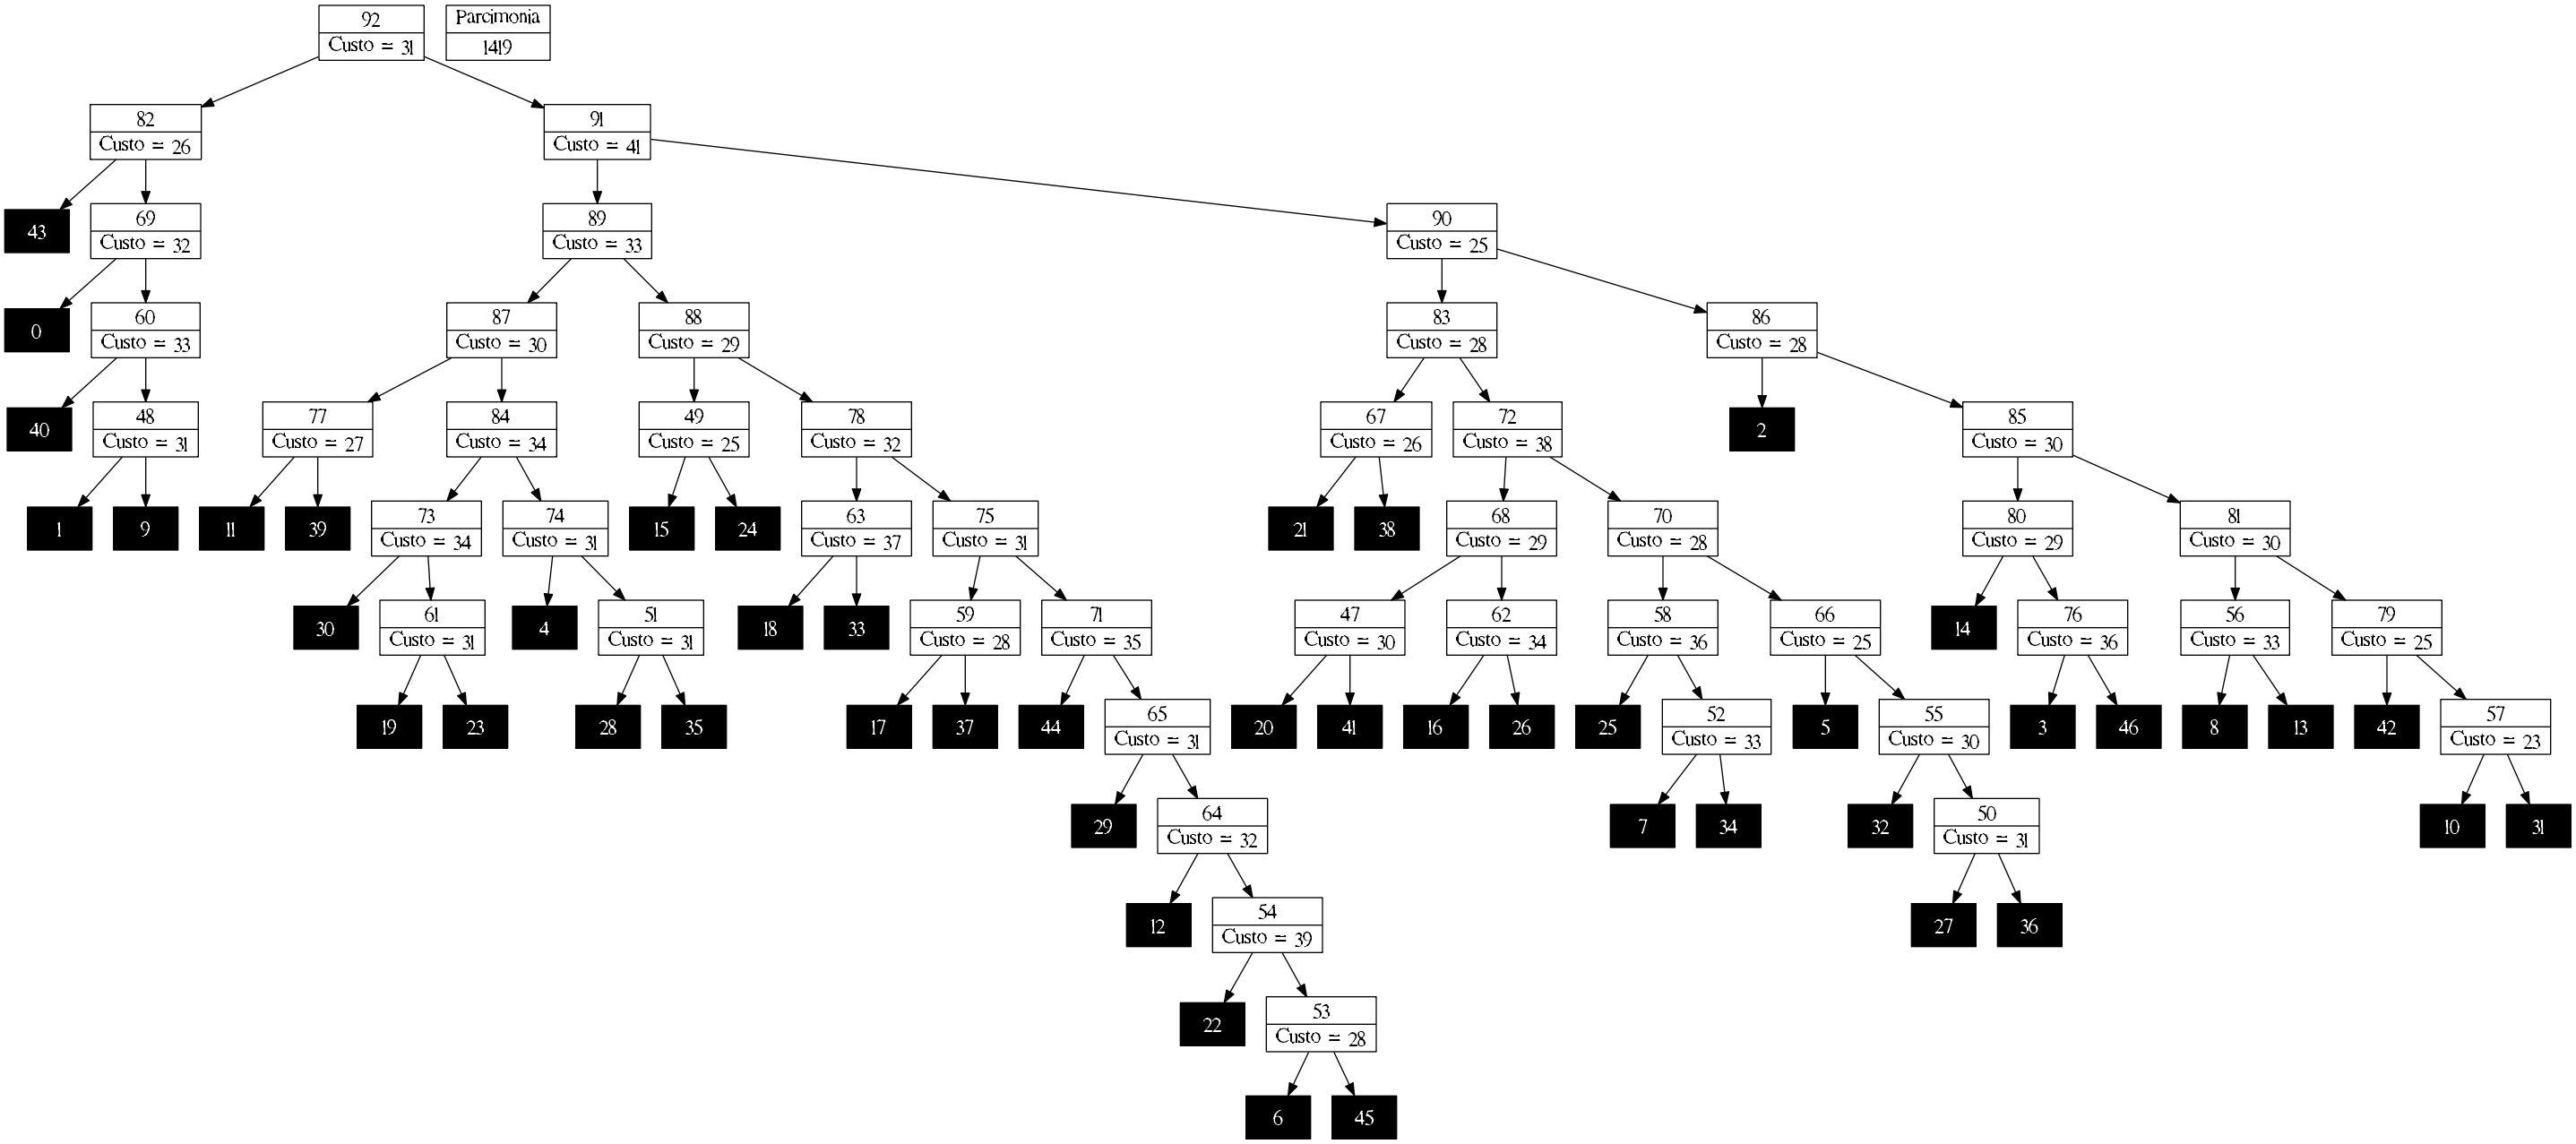 92
Custo = 31
Parcimonia
1419
82
Custo = 26
91
Custo = 41
43
69
Custo = 32
89
Custo = 33
90
Custo = 25
0
60
Custo = 33
87
Custo = 30
88
Custo = 29
83
Custo = 28
86
Custo = 28
40
48
Custo = 31
77
Custo = 27
84
Custo = 34
49
Custo = 25
78
Custo = 32
67
Custo = 26
72
Custo = 38
2
85
Custo = 30
1
9
11
39
73
Custo = 34
74
Custo = 31
15
24
63
Custo = 37
75
Custo = 31
21
38
68
Custo = 29
70
Custo = 28
80
Custo = 29
81
Custo = 30
30
61
Custo = 31
4
51
Custo = 31
18
33
59
Custo = 28
71
Custo = 35
47
Custo = 30
62
Custo = 34
58
Custo = 36
66
Custo = 25
14
76
Custo = 36
56
Custo = 33
79
Custo = 25
19
23
28
35
17
37
44
65
Custo = 31
20
41
16
26
25
52
Custo = 33
5
55
Custo = 30
3
46
8
13
42
57
Custo = 23
29
64
Custo = 32
7
34
32
50
Custo = 31
10
31
12
54
Custo = 39
27
36
22
53
Custo = 28
6
45